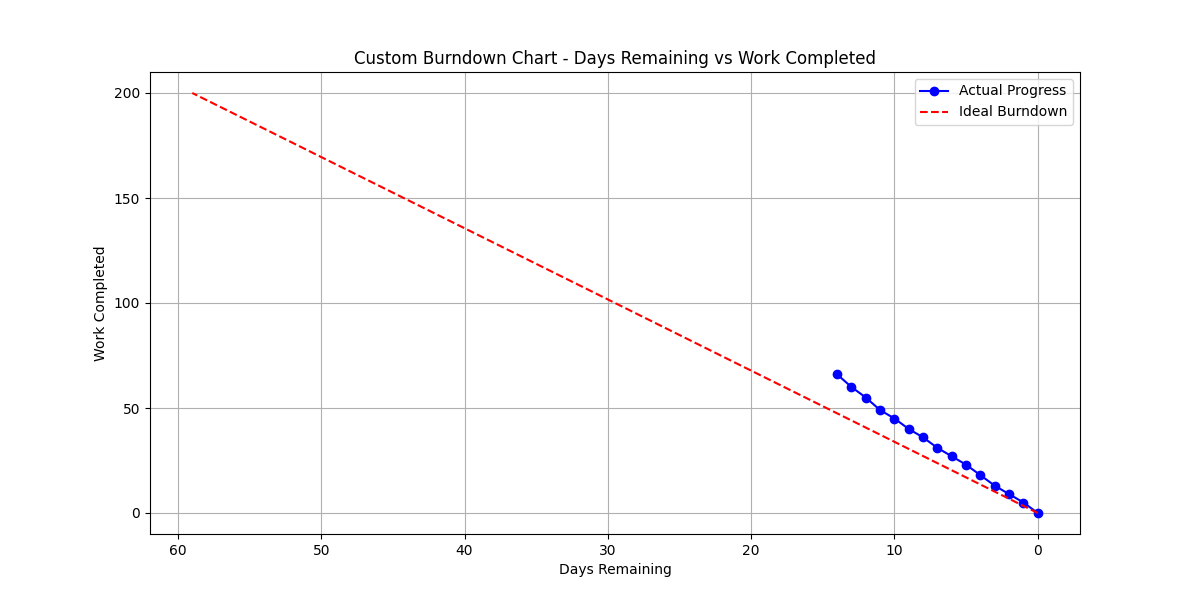 Custom Burndown Chart - Days Remaining vs Work Completed
Actual Progress
Ideal Burndown
Work Completed
200
150
100
50
0
60 50 40 30 20 10 0
Days Remaining